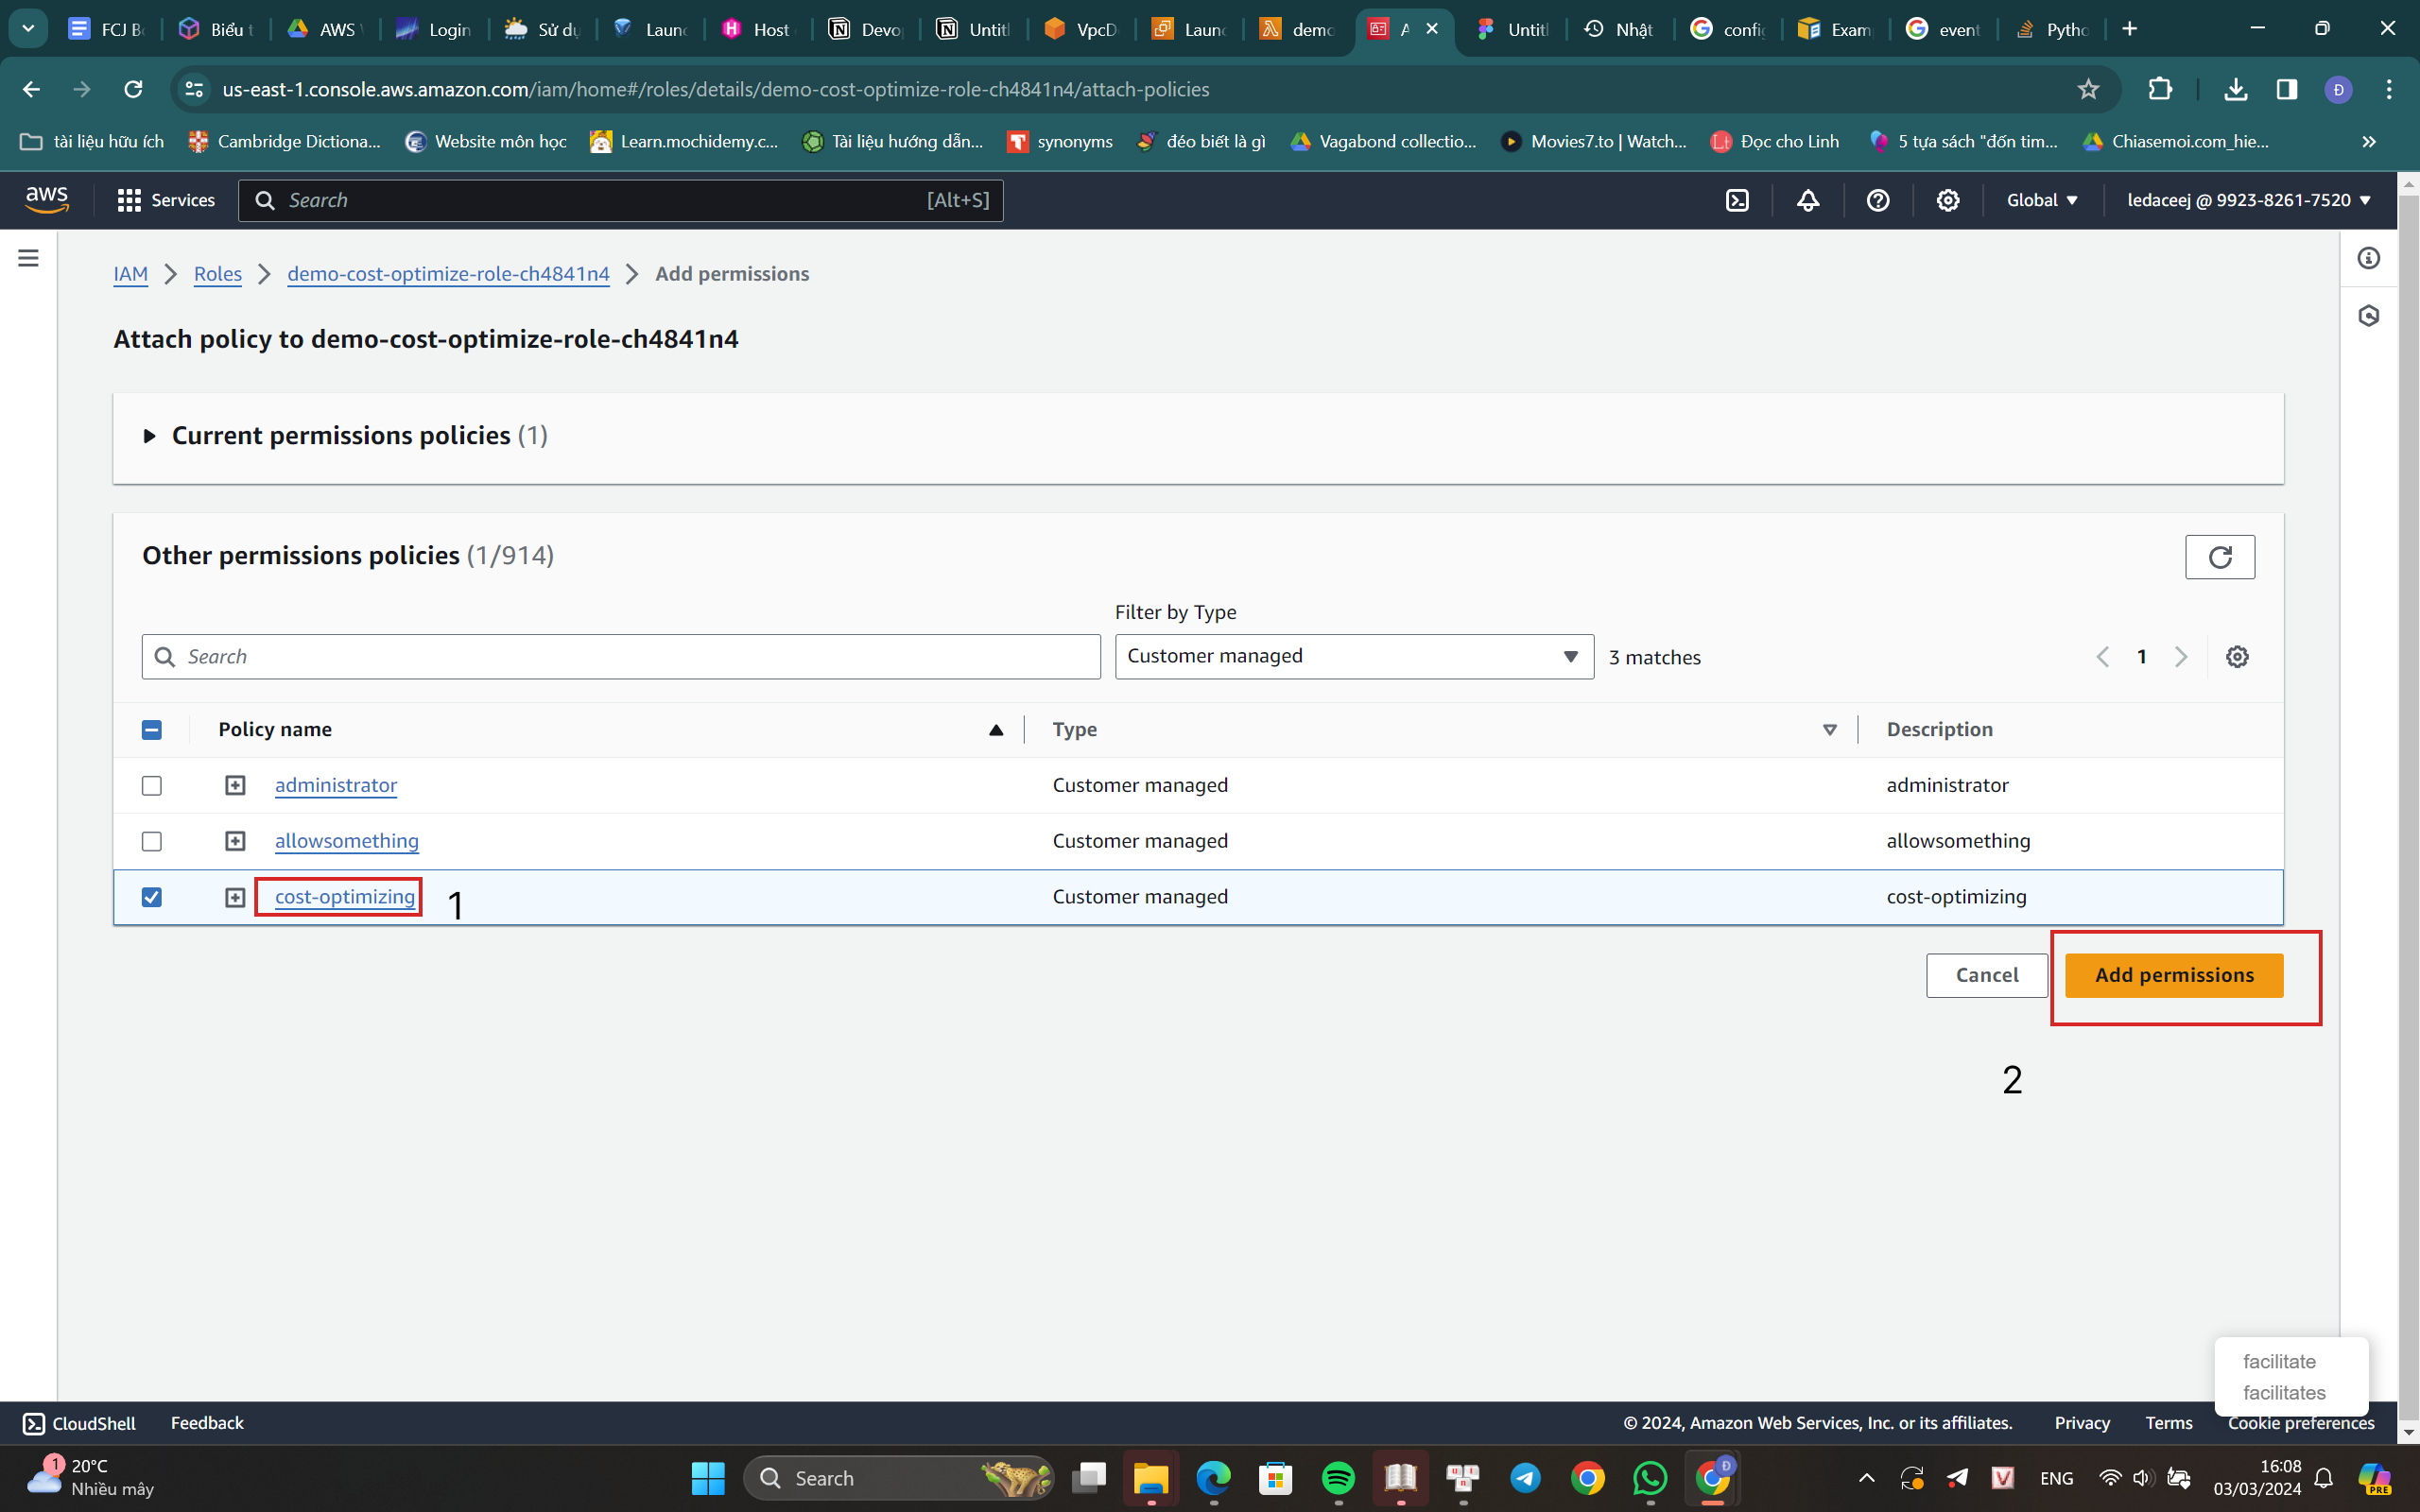 FCJ B
Biểu t
AWS
Login
Sử dụ
Laun
Host
Devo
Untit
VpcD
Laun
demo
A
Untit
Nhật
config
Exam
event
Pytho
us-east-1.console.aws.amazon.com/iam/home#/roles/details/demo-cost-optimize-role-ch4841n4/attach-policies
Đ
tài liệu hữu ích
Cambridge Dictiona...
Website môn học
Learn.mochidemy.c...
Tài liệu hướng dẫn...
synonyms
đéo biết là gì
Vagabond collectio...
Movies7.to | Watch...
Đọc cho Linh
5 tựa sách "đốn tim...
Chiasemoi.com_hie...
aws
Services
Search
[Alt+S]
Global
ledaceej @ 9923-8261-7520
IAM
Roles
demo-cost-optimize-role-ch4841n4
Add permissions
Attach policy to demo-cost-optimize-role-ch4841n4
Current permissions policies (1)
Other permissions policies (1/914)
Filter by Type
Search
Customer managed
3 matches
1
Policy name
Type
Description
administrator
Customer managed
administrator
allowsomething
Customer managed
allowsomething
cost-optimizing
1
Customer managed
cost-optimizing
Cancel
Add permissions
2
facilitate
facilitates
CloudShell
Feedback
© 2024, Amazon Web Services, Inc. or its affiliates.
Privacy
Terms
Cookie preferences
1
20°C
Nhiều mây
Search
Đ
ENG
16:08
03/03/2024
PRE